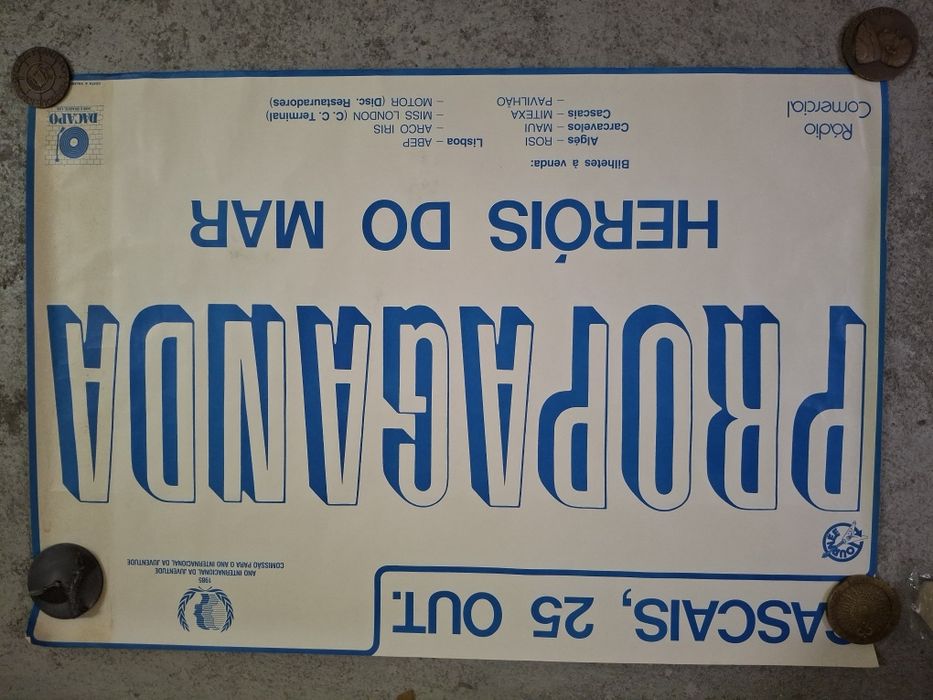 CASCAIS, 25 OUT.
1985
ANO INTERNACIONAL DA JUVENTUDE
COMISSÃO PARA O ANO INTERNACIONAL DA JUVENTUDE
TOURNÉE
PROPAGANDA
HERÓIS DO MAR
Rádio
Comercial
Bilhetes à venda:
Algés – ROSI
Carcavelos – MAUI
Cascais – MITEXA
– PAVILHÃO
Lisboa – ABEP
– ARCO IRIS
– MISS LONDON (C. C. Terminal)
– MOTOR (Disc. Restauradores)
DACAPO